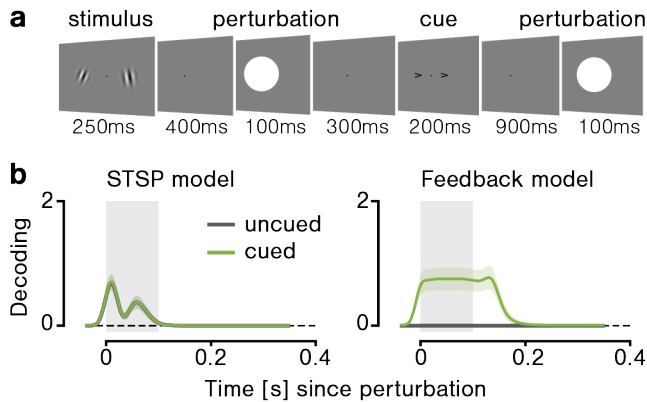 a
stimulus perturbation cue perturbation
> · >
250ms 400ms 100ms 300ms 200ms 900ms 100ms
b
STSP model Feedback model
2 2
uncued
cued
Decoding
0 0
0 0.2 0.4 0 0.2 0.4
Time [s] since perturbation